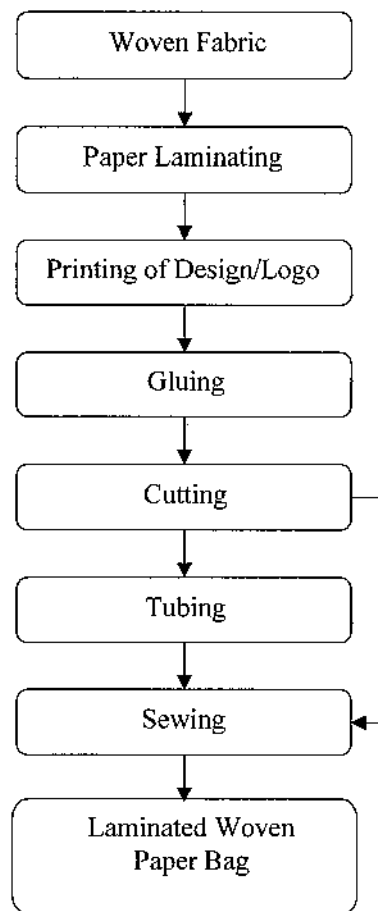 Woven Fabric
Paper Laminating
Printing of Design/Logo
Gluing
Cutting
Tubing
Sewing
Laminated Woven
Paper Bag